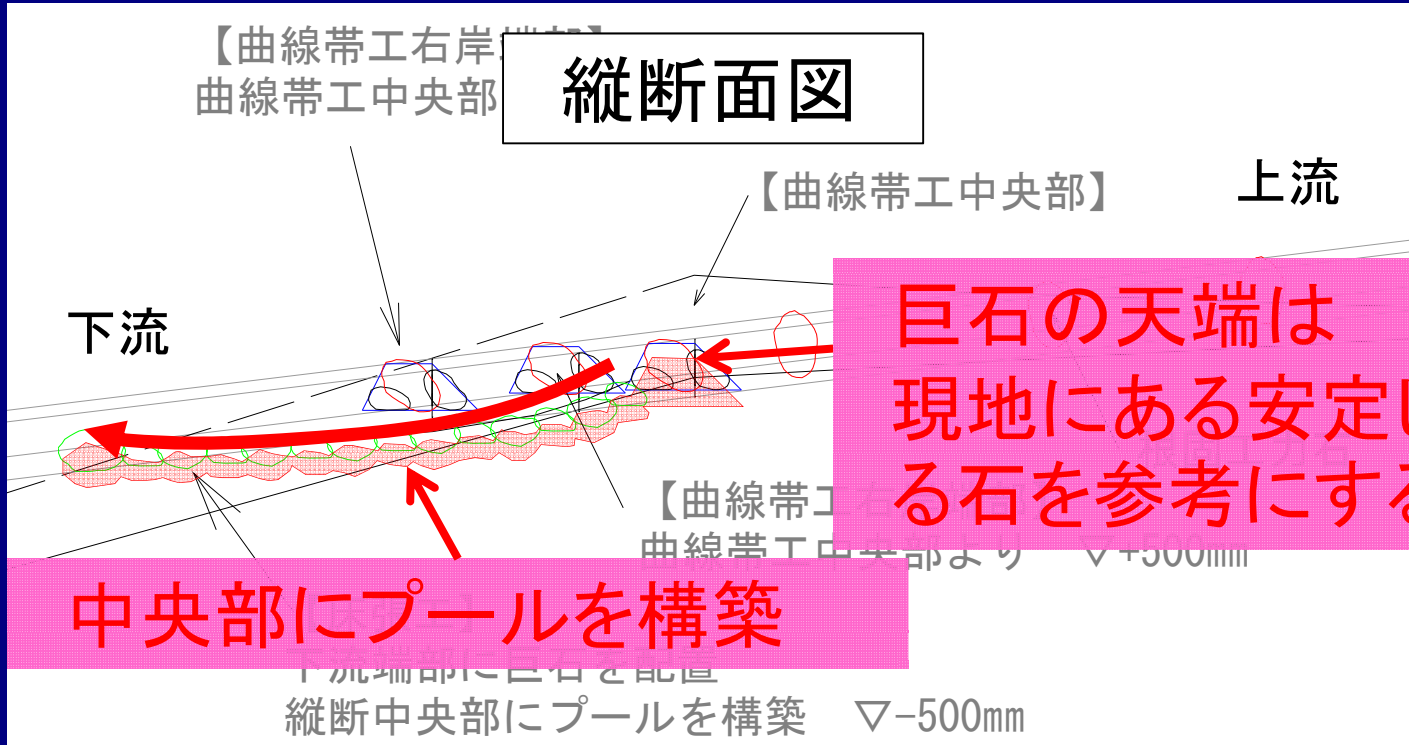 【曲線帯工右岸端部】
曲線帯工中央部
縦断面図
【曲線帯工中央部】
上流
下流
巨石の天端は
現地にある安定し
る石を参考にする
【曲線帯工右
曲線帯工中央部より ▽+500mm
中央部にプールを構築
下流端部に巨石を配置
縦断中央部にプールを構築 ▽-500mm